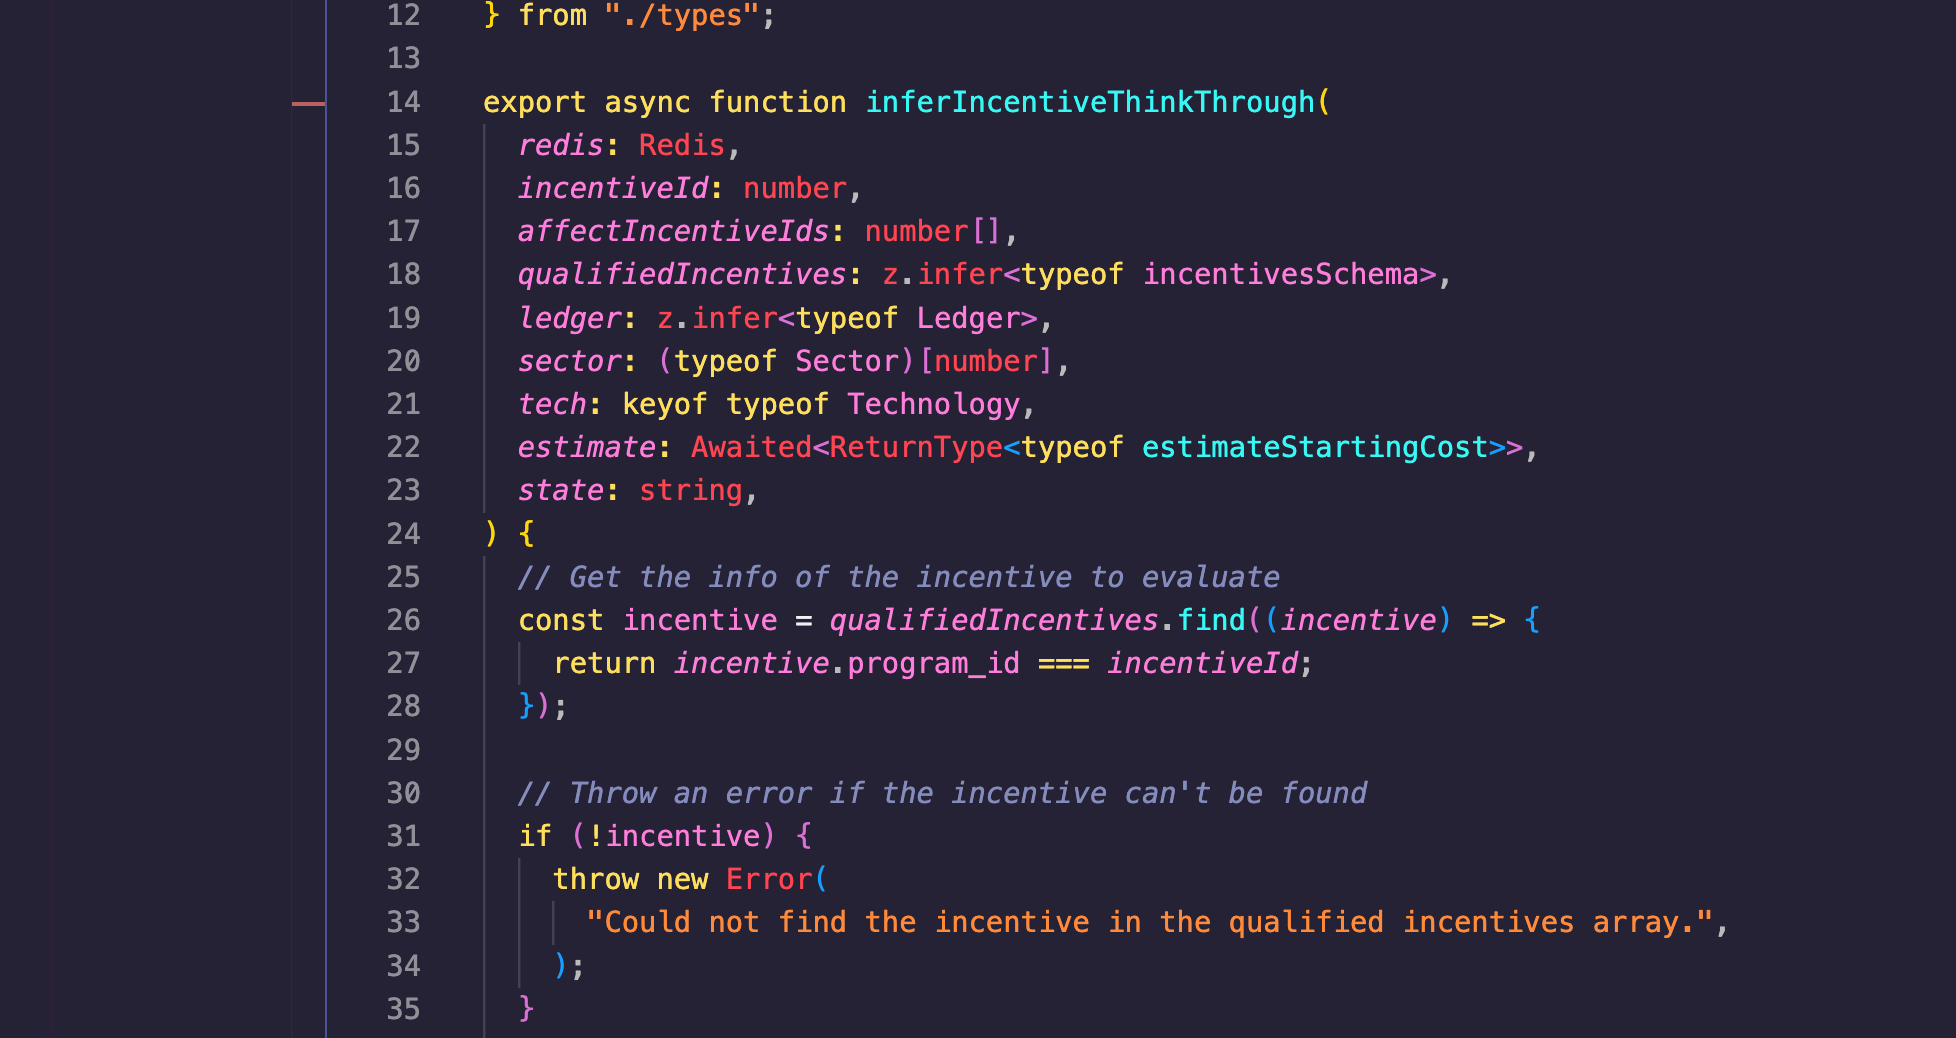 12 } from "./types";
13
14 export async function inferIncentiveThinkThrough(
15 redis: Redis,
16 incentiveId: number,
17 affectIncentiveIds: number[],
18 qualifiedIncentives: z.infer<typeof incentivesSchema>,
19 ledger: z.infer<typeof Ledger>,
20 sector: (typeof Sector)[number],
21 tech: keyof typeof Technology,
22 estimate: Awaited<ReturnType<typeof estimateStartingCost>>,
23 state: string,
24 ) {
25 // Get the info of the incentive to evaluate
26 const incentive = qualifiedIncentives.find((incentive) => {
27 return incentive.program_id === incentiveId;
28 });
29
30 // Throw an error if the incentive can't be found
31 if (!incentive) {
32 throw new Error(
33 "Could not find the incentive in the qualified incentives array.",
34 );
35 }